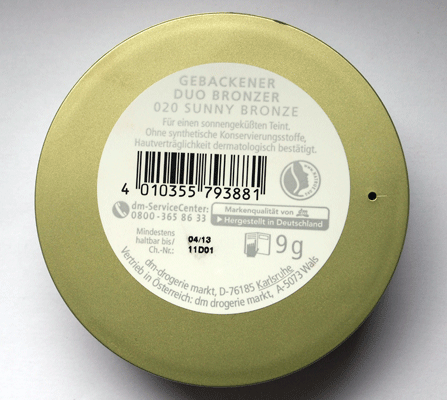 GEBACKENER
DUO BRONZER
020 SUNNY BRONZE
Für einen sonnengeküßten Teint.
Ohne synthetische Konservierungsstoffe,
Hautverträglichkeit dermatologisch bestätigt.
4 010355 793881
dm-ServiceCenter:
0800-365 86 33
Markenqualität von dm
Hergestellt in Deutschland
Mindestens
haltbar bis/
Ch.-Nr.:
04/13
11D01
9 g
dm-drogerie markt, D-76185 Karlsruhe
Vertrieb in Österreich: dm drogerie markt, A-5073 Wals